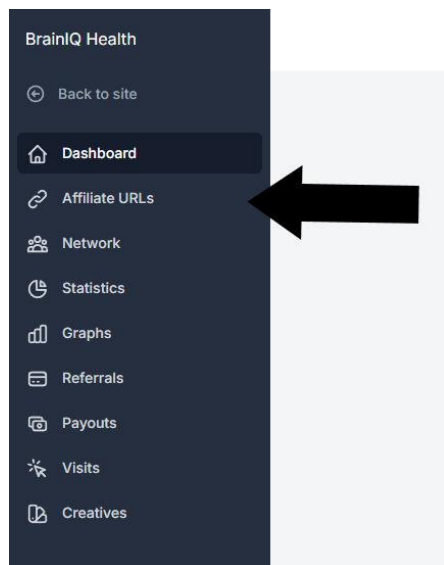 BrainIQ Health
Back to site
Dashboard
Affiliate URLs
Network
Statistics
Graphs
Referrals
Payouts
Visits
Creatives